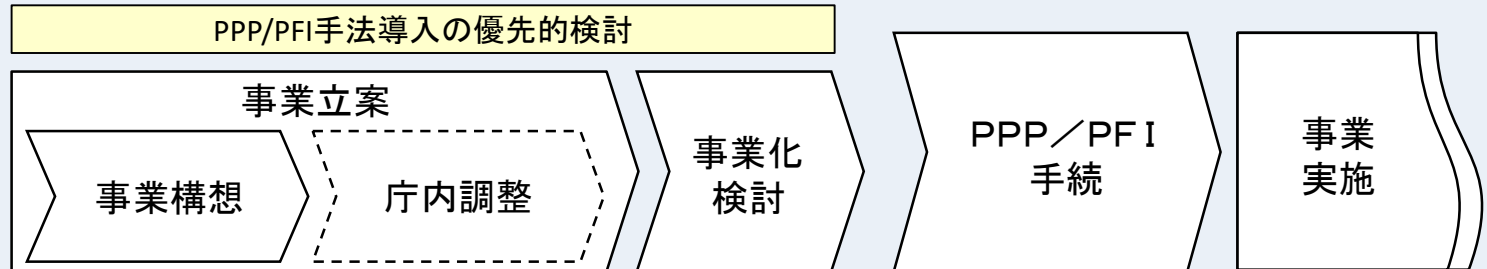 PPP/PFI手法導入の優先的検討
事業立案
事業構想
庁内調整
事業化
検討
ＰＰＰ／ＰＦＩ
手続
事業
実施